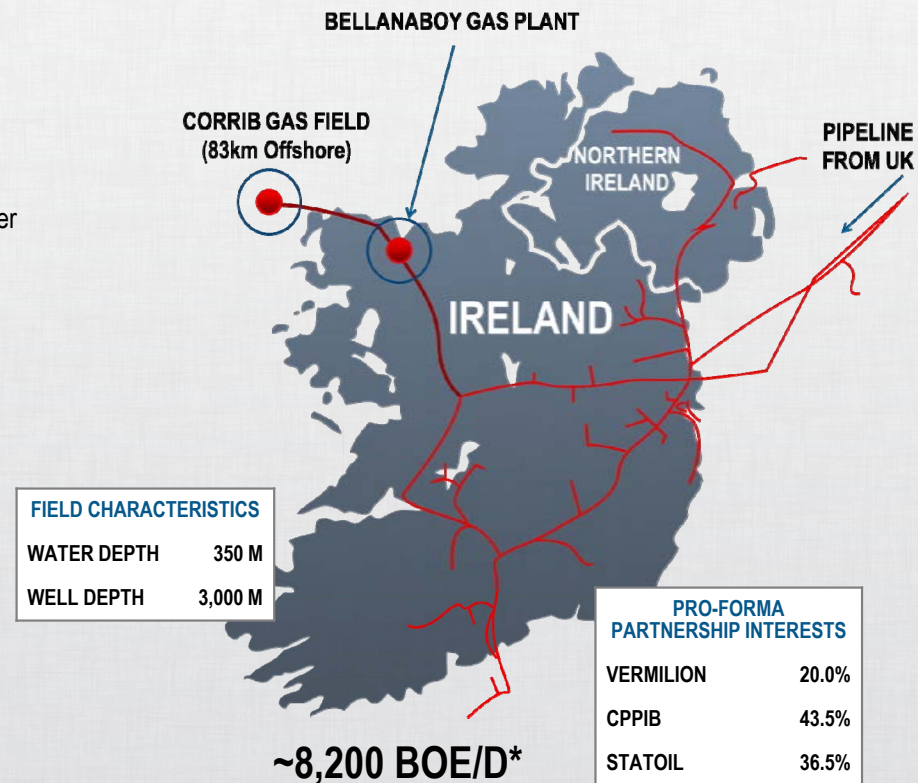 BELLANABOY GAS PLANT
CORRIB GAS FIELD
(83km Offshore)
PIPELINE
FROM UK
NORTHERN
IRELAND
er
IRELAND
FIELD CHARACTERISTICS
WATER DEPTH 350 M
WELL DEPTH 3,000 M
PRO-FORMA
PARTNERSHIP INTERESTS
VERMILION 20.0%
CPPIB 43.5%
STATOIL 36.5%
~8,200 BOE/D*